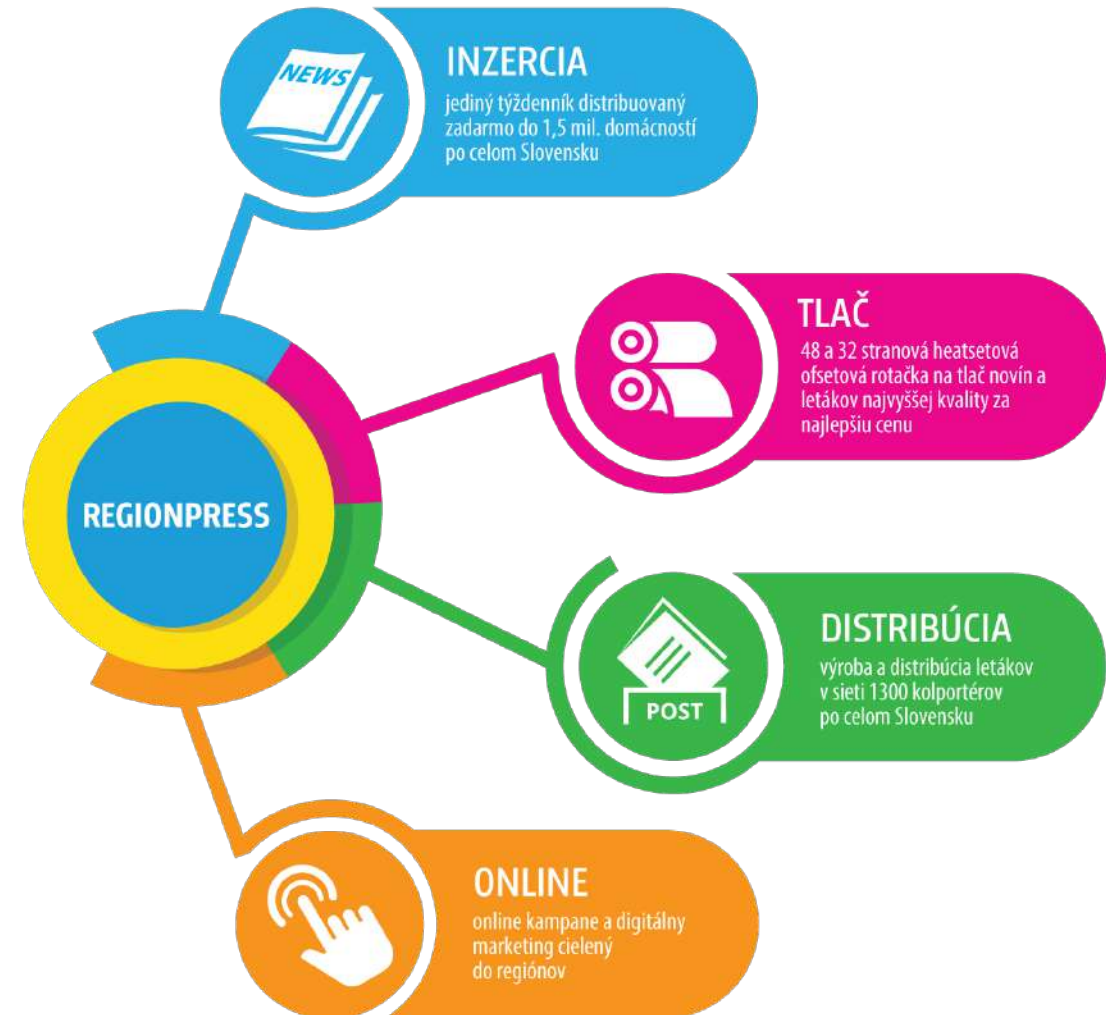 NEWS
INZERCIA
jediný týždenník distribuovaný
zadarmo do 1,5 mil. domácností
po celom Slovensku
TLAČ
48 a 32 stranová heatsetová
ofsetová rotačka na tlač novín a
letákov najvyššej kvality za
najlepšiu cenu
REGIONPRESS
DISTRIBÚCIA
výroba a distribúcia letákov
v sieti 1300 kolportérov
po celom Slovensku
POST
ONLINE
online kampane a digitálny
marketing cielený
do regiónov